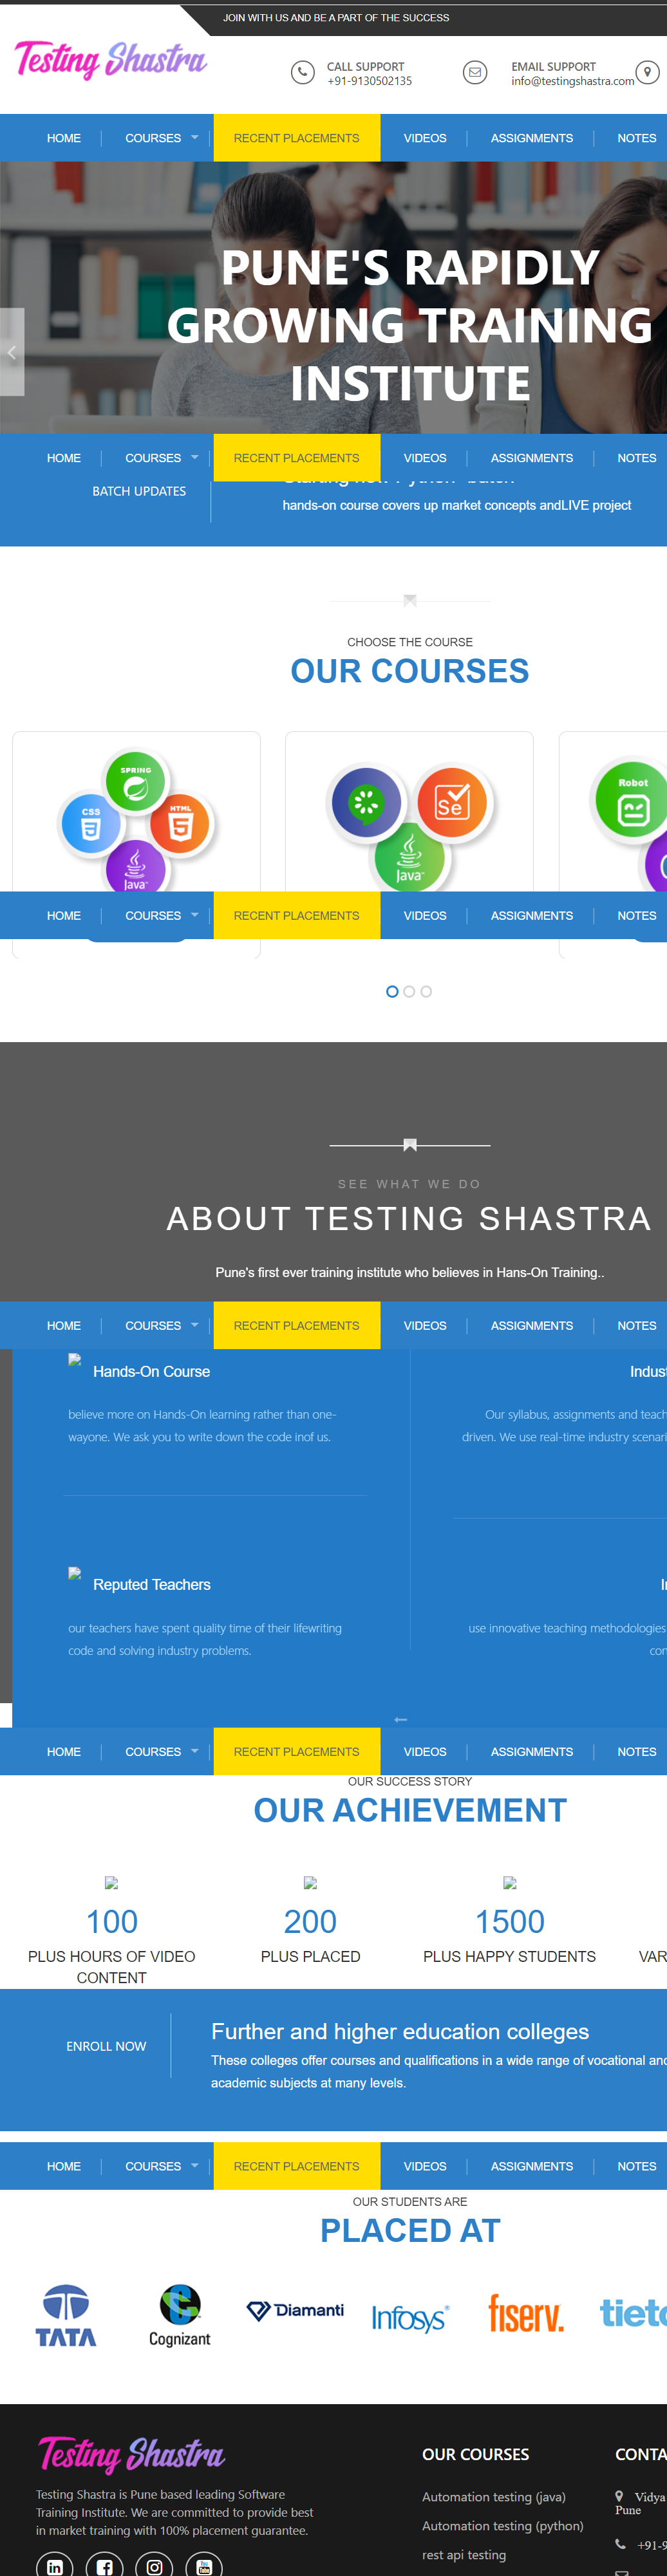 JOIN WITH US AND BE A PART OF THE SUCCESS
Testing Shastra
CALL SUPPORT
+91-9130502135
EMAIL SUPPORT
info@testingshastra.com
HOME COURSES RECENT PLACEMENTS VIDEOS ASSIGNMENTS NOTES
PUNE'S RAPIDLY
GROWING TRAINING
INSTITUTE
HOME COURSES RECENT PLACEMENTS VIDEOS ASSIGNMENTS NOTES
BATCH UPDATES
hands-on course covers up market concepts andLIVE project
CHOOSE THE COURSE
OUR COURSES
SPRING
CSS
HTML
Java
Se
Java
Robot
HOME COURSES RECENT PLACEMENTS VIDEOS ASSIGNMENTS NOTES
SEE WHAT WE DO
ABOUT TESTING SHASTRA
Pune's first ever training institute who believes in Hans-On Training..
HOME COURSES RECENT PLACEMENTS VIDEOS ASSIGNMENTS NOTES
Hands-On Course
believe more on Hands-On learning rather than one-
wayone. We ask you to write down the code inof us.
Our syllabus, assignments and
driven. We use real-time industry
Reputed Teachers
our teachers have spent quality time of their lifewriting
code and solving industry problems.
use innovative teaching methodologies
HOME COURSES RECENT PLACEMENTS VIDEOS ASSIGNMENTS NOTES
OUR SUCCESS STORY
OUR ACHIEVEMENT
100
PLUS HOURS OF VIDEO
CONTENT
200
PLUS PLACED
1500
PLUS HAPPY STUDENTS
ENROLL NOW
Further and higher education colleges
These colleges offer courses and qualifications in a wide range of vocational and
academic subjects at many levels.
HOME COURSES RECENT PLACEMENTS VIDEOS ASSIGNMENTS NOTES
OUR STUDENTS ARE
PLACED AT
TATA
Cognizant
Diamanti
Infosys
fiserv.
Testing Shastra
Testing Shastra is Pune based leading Software
Training Institute. We are committed to provide best
in market training with 100% placement guarantee.
OUR COURSES
Automation testing (java)
Automation testing (python)
rest api testing
Vidya
Pune